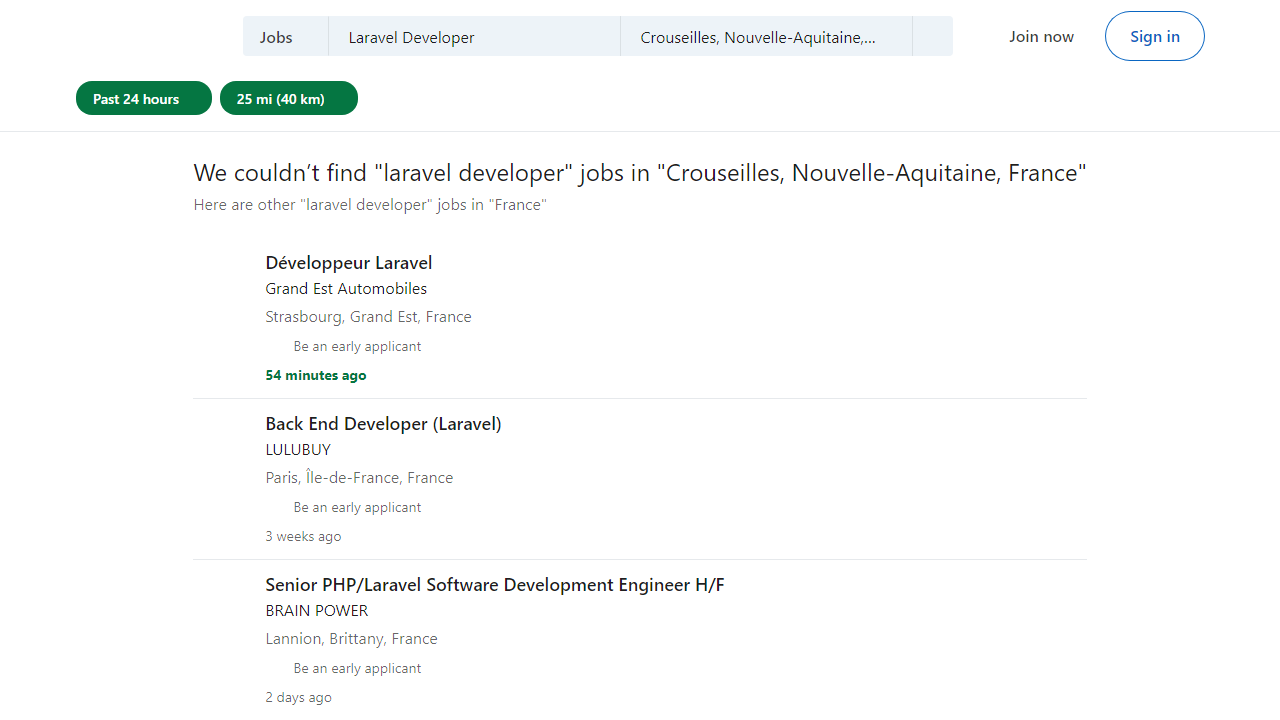 Jobs
Laravel Developer
Crouseilles, Nouvelle-Aquitaine,...
Join now
Sign in
Past 24 hours
25 mi (40 km)
We couldn’t find "laravel developer" jobs in "Crouseilles, Nouvelle-Aquitaine, France"
Here are other "laravel developer" jobs in "France"
Développeur Laravel
Grand Est Automobiles
Strasbourg, Grand Est, France
Be an early applicant
54 minutes ago
Back End Developer (Laravel)
LULUBUY
Paris, Île-de-France, France
Be an early applicant
3 weeks ago
Senior PHP/Laravel Software Development Engineer H/F
BRAIN POWER
Lannion, Brittany, France
Be an early applicant
2 days ago